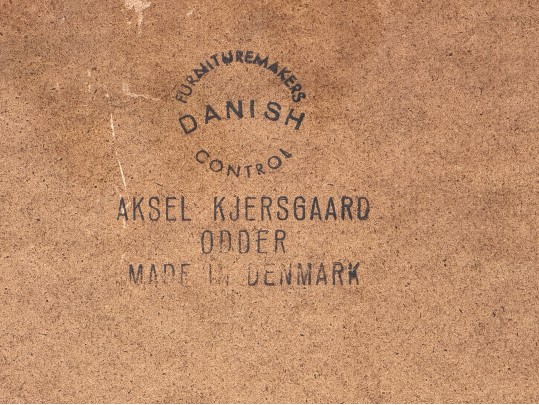 FURNITUREMAKERS
DANISH
CONTROL
AKSEL KJERSGAARD
ODDER
MADE IN DENMARK